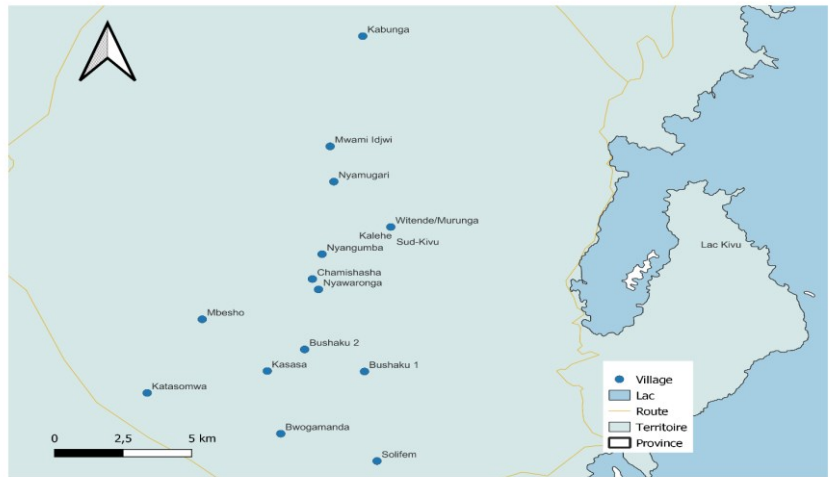 Kabunga
Mwami Idjwi
Nyamugari
Witende/Murunga
Kalehe
Sud-Kivu
Lac Kivu
Nyangumba
Chamishasha
Nyawaronga
Mbesho
Bushaku 2
Kasasa
Bushaku 1
Katasomwa
Bwogamanda
Solifem
0 2,5 5 km
Village
Lac
Route
Territoire
Province